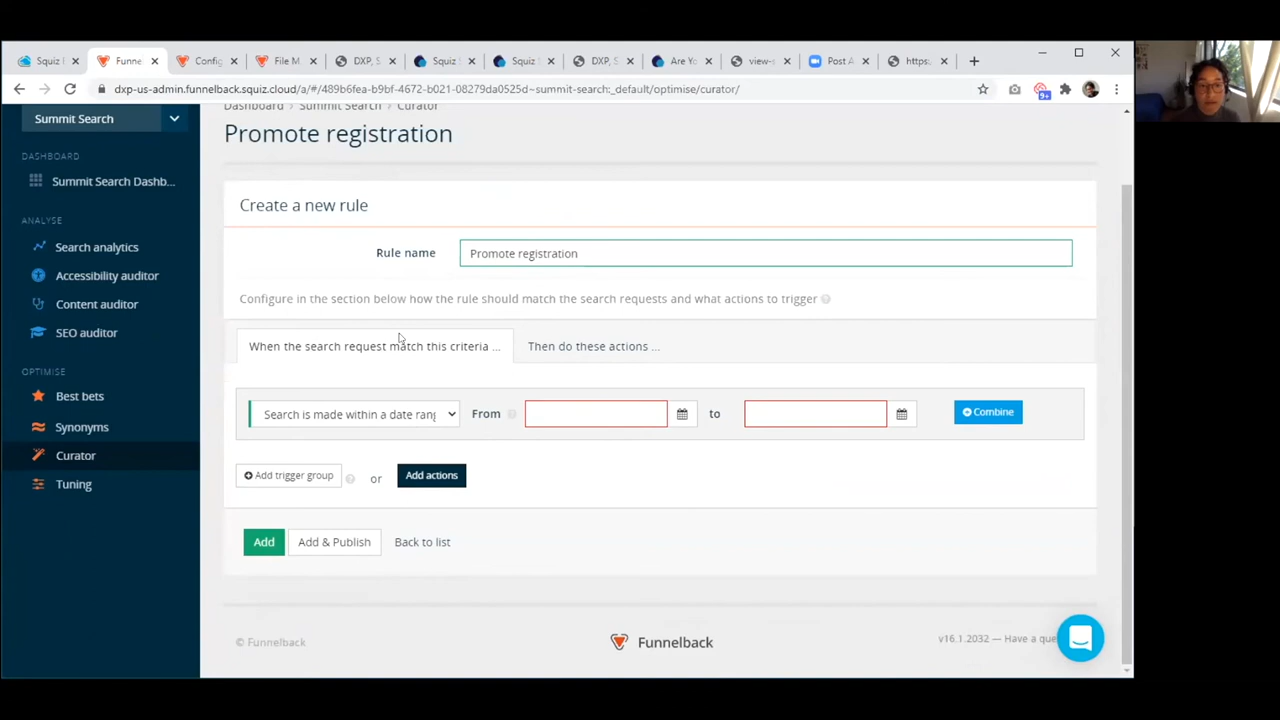 Squiz
Funne
Config
File M
DXP, S
Squiz
Squiz
DXP, S
Are Yo
view-s
Post A
https:
dxp-us-admin.funnelback.squiz.cloud/a/#/489b6fea-b9bf-4672-b021-08279da0525d~summit-search:_default/optimise/curator/
9+
Summit Search
DASHBOARD
Summit Search Dashb...
ANALYSE
Search analytics
Accessibility auditor
Content auditor
SEO auditor
OPTIMISE
Best bets
Synonyms
Curator
Tuning
Dashboard > Summit Search > Curator
Promote registration
Create a new rule
Rule name
Promote registration
Configure in the section below how the rule should match the search requests and what actions to trigger
When the search request match this criteria ...
Then do these actions ...
Search is made within a date rang
From
to
Combine
Add trigger group
or
Add actions
Add
Add & Publish
Back to list
© Funnelback
Funnelback
v16.1.2032 — Have a que